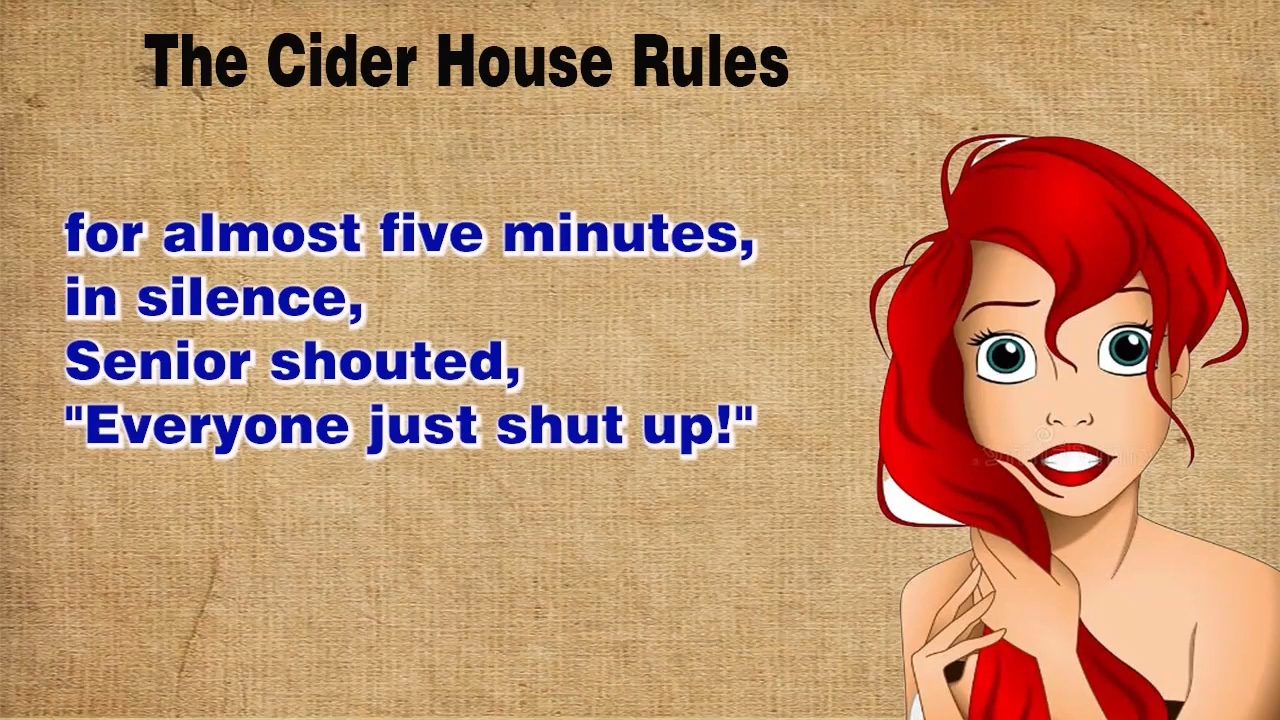 The Cider House Rules
for almost five minutes,
in silence,
Senior shouted,
"Everyone just shut up!"